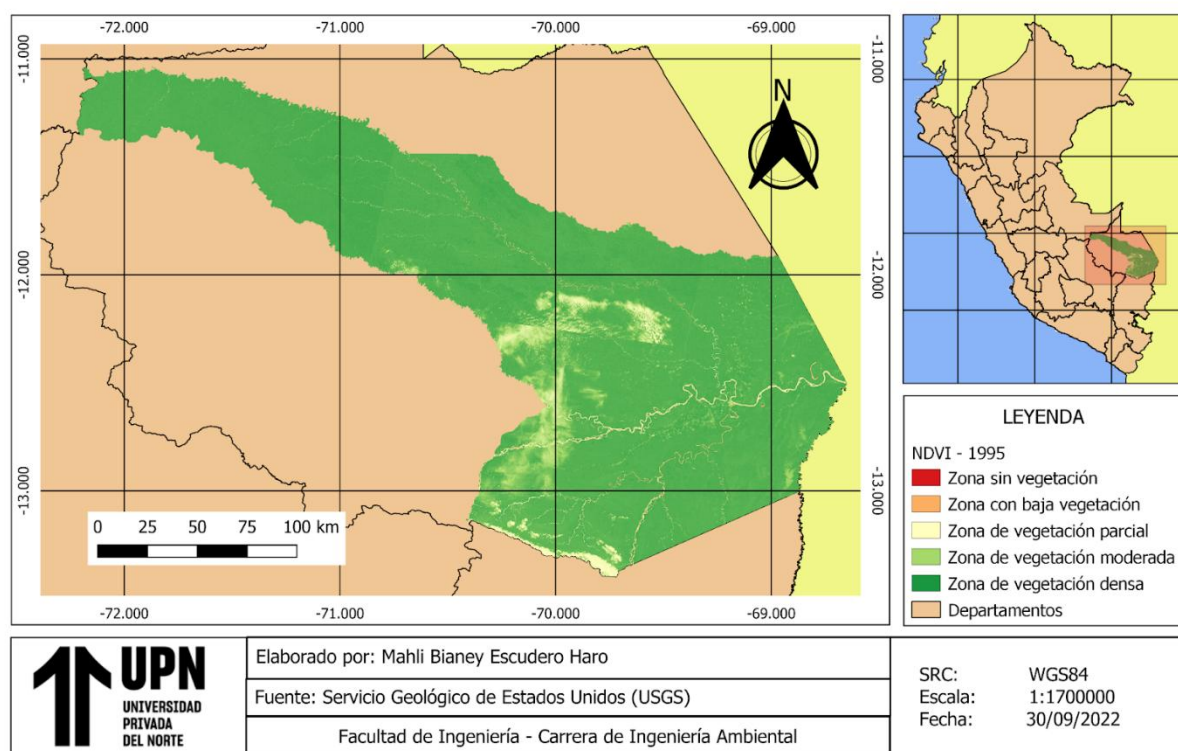 -72.000
-71.000
-70.000
-69.000
-11.000
-12.000
-13.000
-11.000
-12.000
-13.000
N
0 25 50 75 100 km
-72.000
-71.000
-70.000
-69.000
LEYENDA
NDVI - 1995
Zona sin vegetación
Zona con baja vegetación
Zona de vegetación parcial
Zona de vegetación moderada
Zona de vegetación densa
Departamentos
UPN
UNIVERSIDAD
PRIVADA
DEL NORTE
Elaborado por: Mahli Bianey Escudero Haro
Fuente: Servicio Geológico de Estados Unidos (USGS)
Facultad de Ingeniería - Carrera de Ingeniería Ambiental
SRC: WGS84
Escala: 1:1700000
Fecha: 30/09/2022